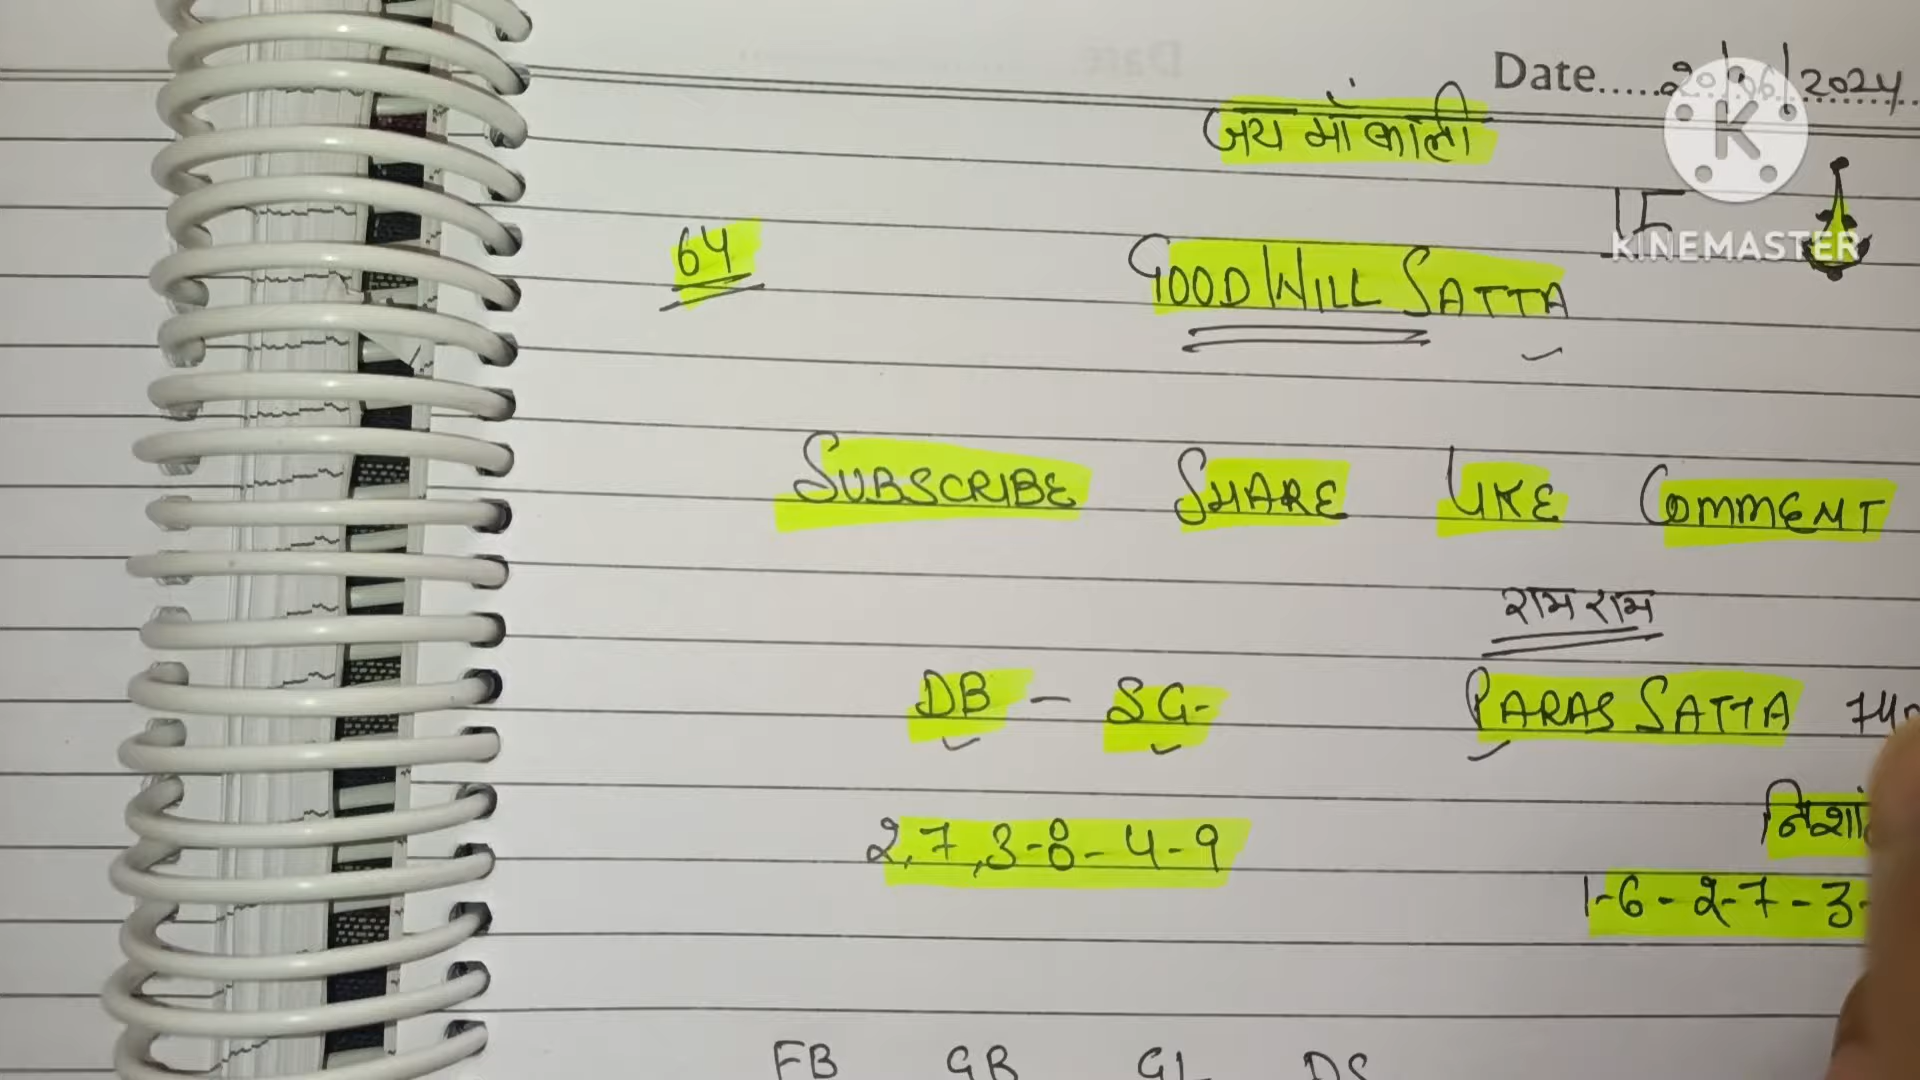 Date.....20/06/2024
जय माँ काली
K
15
KINEMASTER
64
GOODWILL SATTA
SUBSCRIBE SHARE LIKE COMMENT
राम राम
DB - SG- PARAS SATTA
2,7,3-8-4-9
1-6-2-7-3-
FB GB GL DS